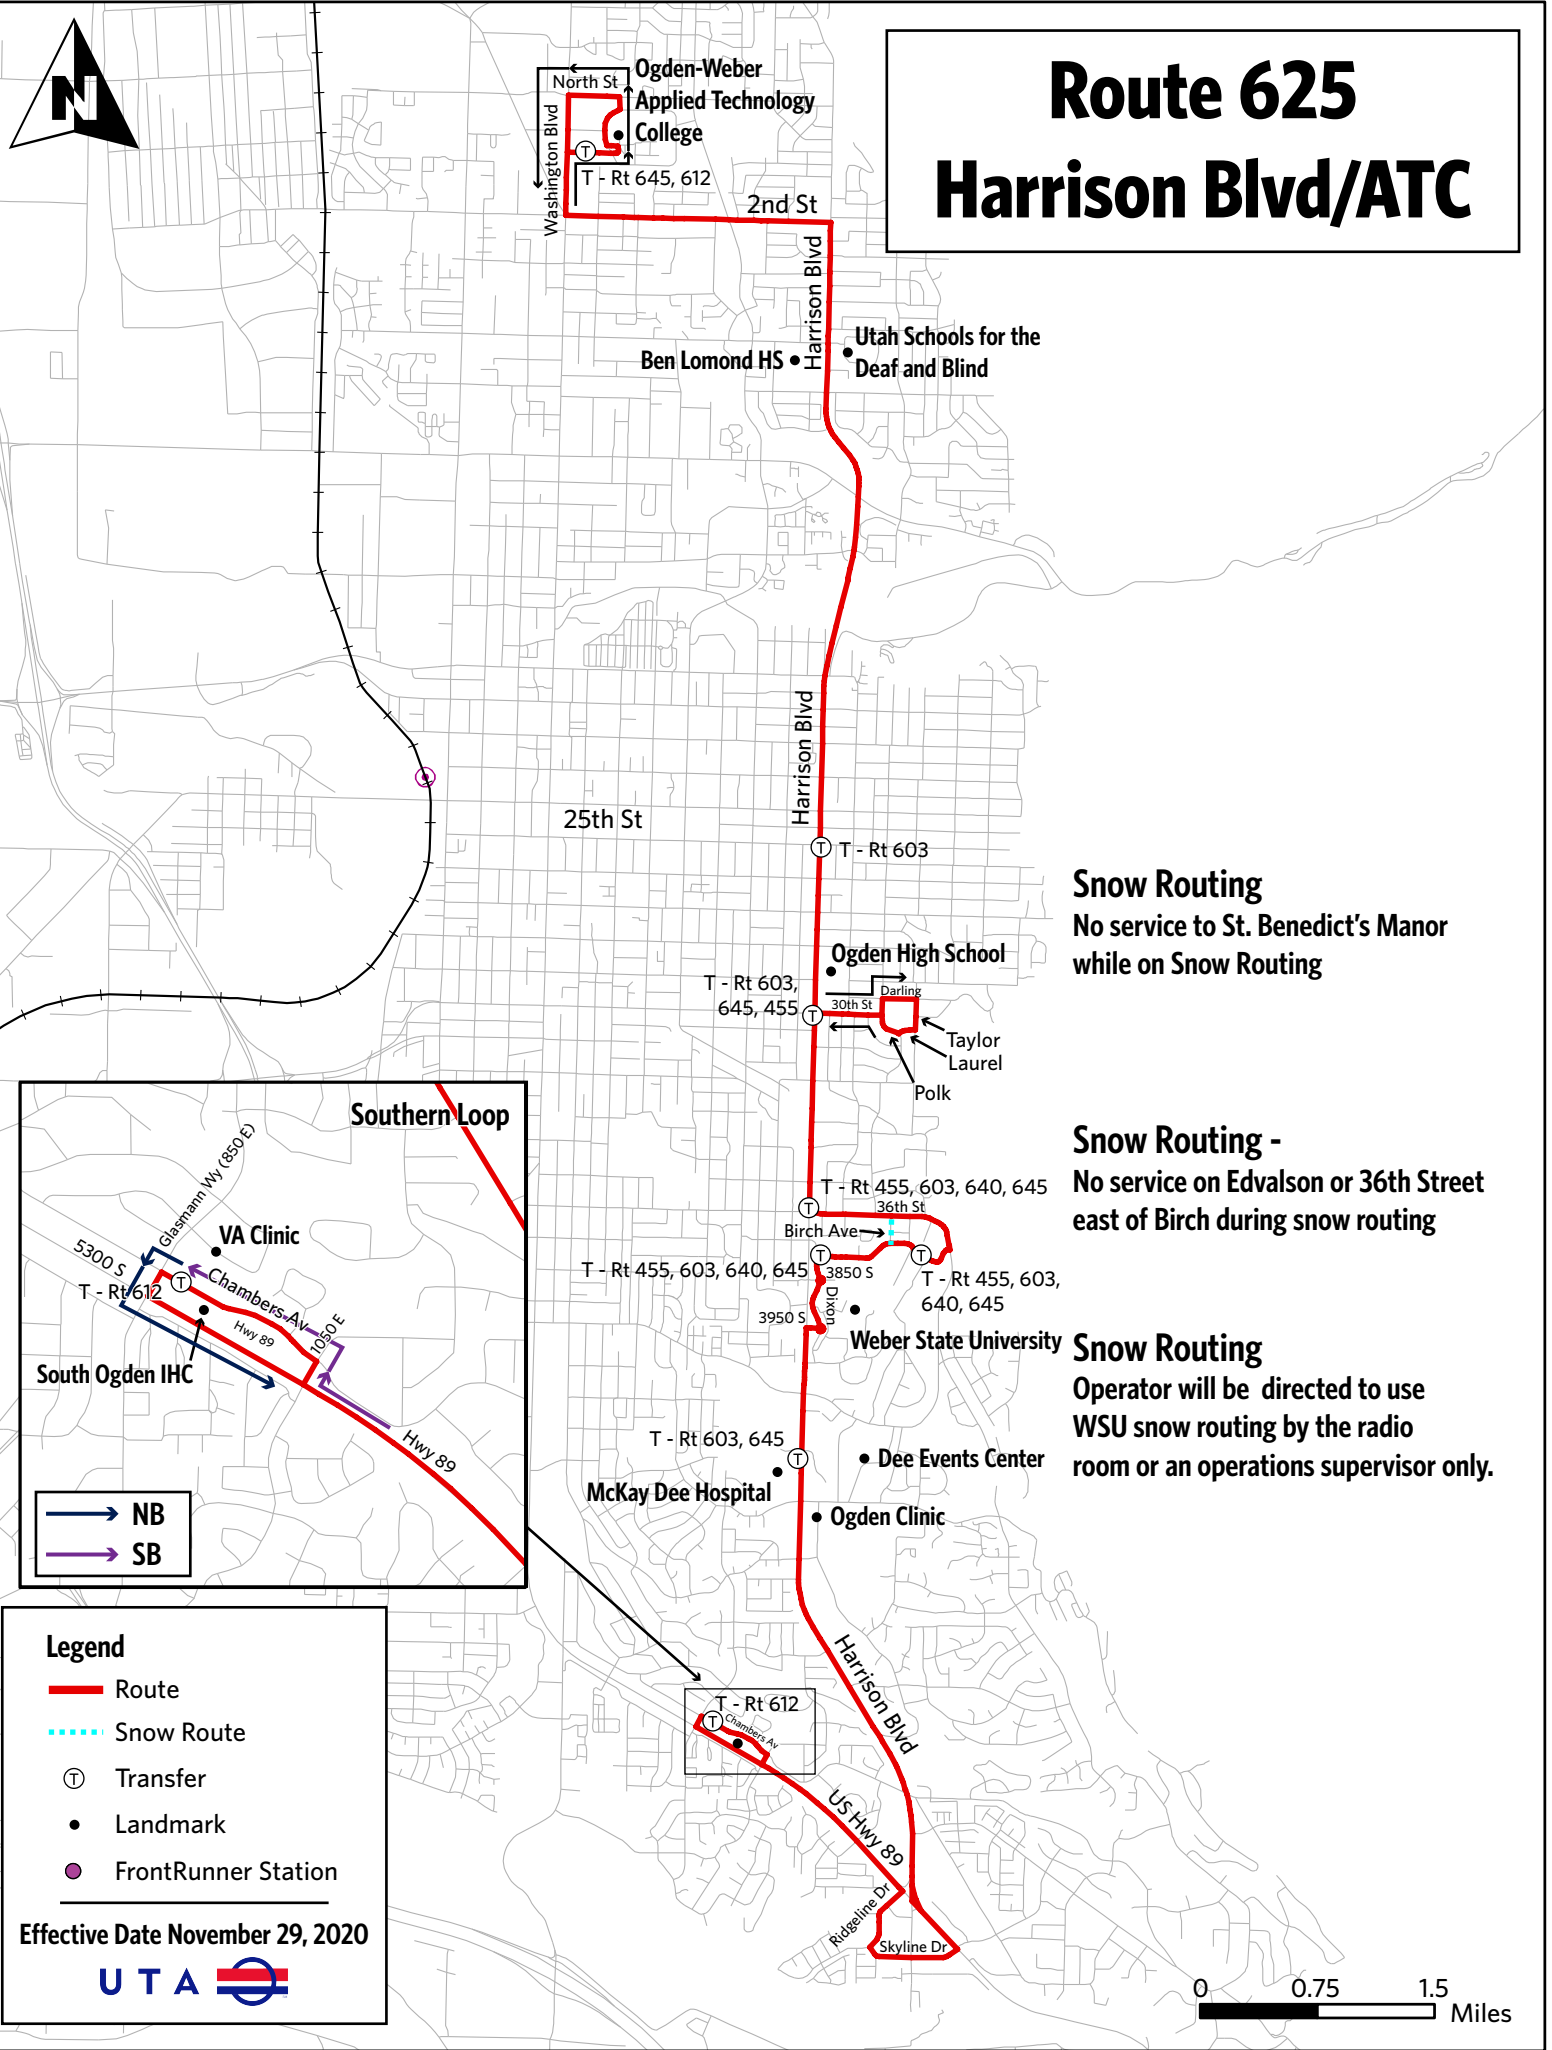 N
Route 625
Harrison Blvd/ATC
North St
Ogden-Weber
Applied Technology
College
Washington Blvd
T
T - Rt 645, 612
2nd St
Harrison Blvd
Ben Lomond HS
Utah Schools for the
Deaf and Blind
Harrison Blvd
25th St
T
T - Rt 603
Snow Routing
No service to St. Benedict's Manor
while on Snow Routing
Ogden High School
T - Rt 603,
645, 455
T
30th St
Darling
Taylor
Laurel
Polk
Snow Routing -
No service on Edvalson or 36th Street
east of Birch during snow routing
T - Rt 455, 603, 640, 645
T
36th St
Birch Ave
T
T
T - Rt 455, 603, 640, 645
3850 S
T - Rt 455, 603,
640, 645
Dixon
3950 S
Weber State University
Snow Routing
Operator will be directed to use
WSU snow routing by the radio
room or an operations supervisor only.
T - Rt 603, 645
T
Dee Events Center
McKay Dee Hospital
Ogden Clinic
Southern Loop
Glasmann Wy (850 E)
VA Clinic
5300 S
T
T - Rt 612
Chambers Av
Hwy 89
1050 E
South Ogden IHC
Hwy 89
NB
SB
Harrison Blvd
T - Rt 612
T
Chambers Av
US Hwy 89
Ridgeline Dr
Skyline Dr
Legend
Route
Snow Route
T Transfer
Landmark
FrontRunner Station
Effective Date November 29, 2020
UTA
0 0.75 1.5
Miles